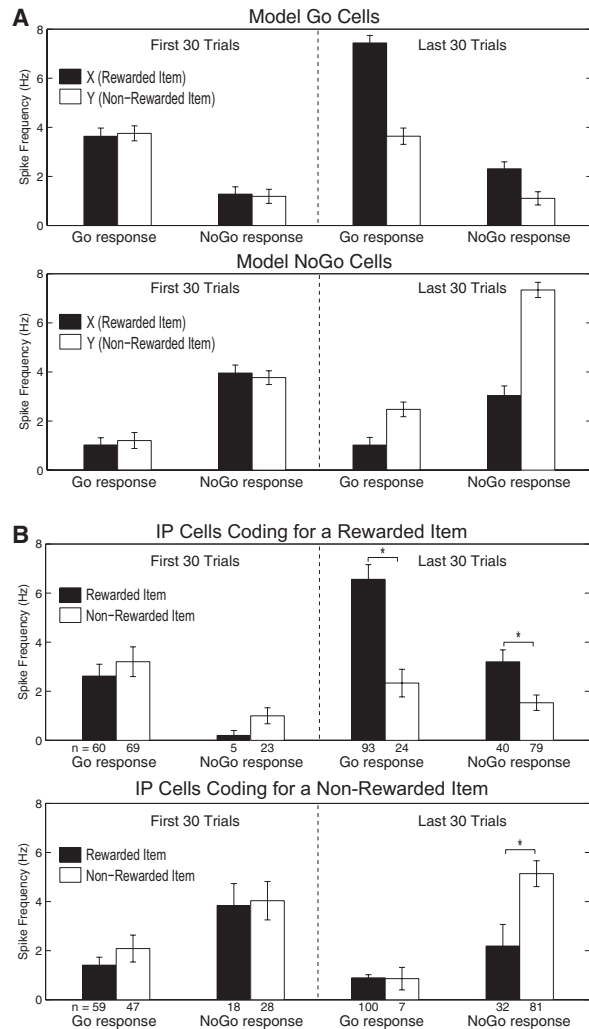 A
Model Go Cells
First 30 Trials
Last 30 Trials
X (Rewarded Item)
Y (Non-Rewarded Item)
Spike Frequency (Hz)
8
6
4
2
0
Go response
NoGo response
Go response
NoGo response
Model NoGo Cells
First 30 Trials
Last 30 Trials
X (Rewarded Item)
Y (Non-Rewarded Item)
Spike Frequency (Hz)
8
6
4
2
0
Go response
NoGo response
Go response
NoGo response
B
IP Cells Coding for a Rewarded Item
First 30 Trials
Last 30 Trials
Rewarded Item
Non-Rewarded Item
Spike Frequency (Hz)
8
6
4
2
0
*
*
n = 60 69 5 23 93 24 40 79
Go response
NoGo response
Go response
NoGo response
IP Cells Coding for a Non-Rewarded Item
First 30 Trials
Last 30 Trials
Rewarded Item
Non-Rewarded Item
Spike Frequency (Hz)
8
6
4
2
0
*
n = 59 47 18 28 100 7 32 81
Go response
NoGo response
Go response
NoGo response